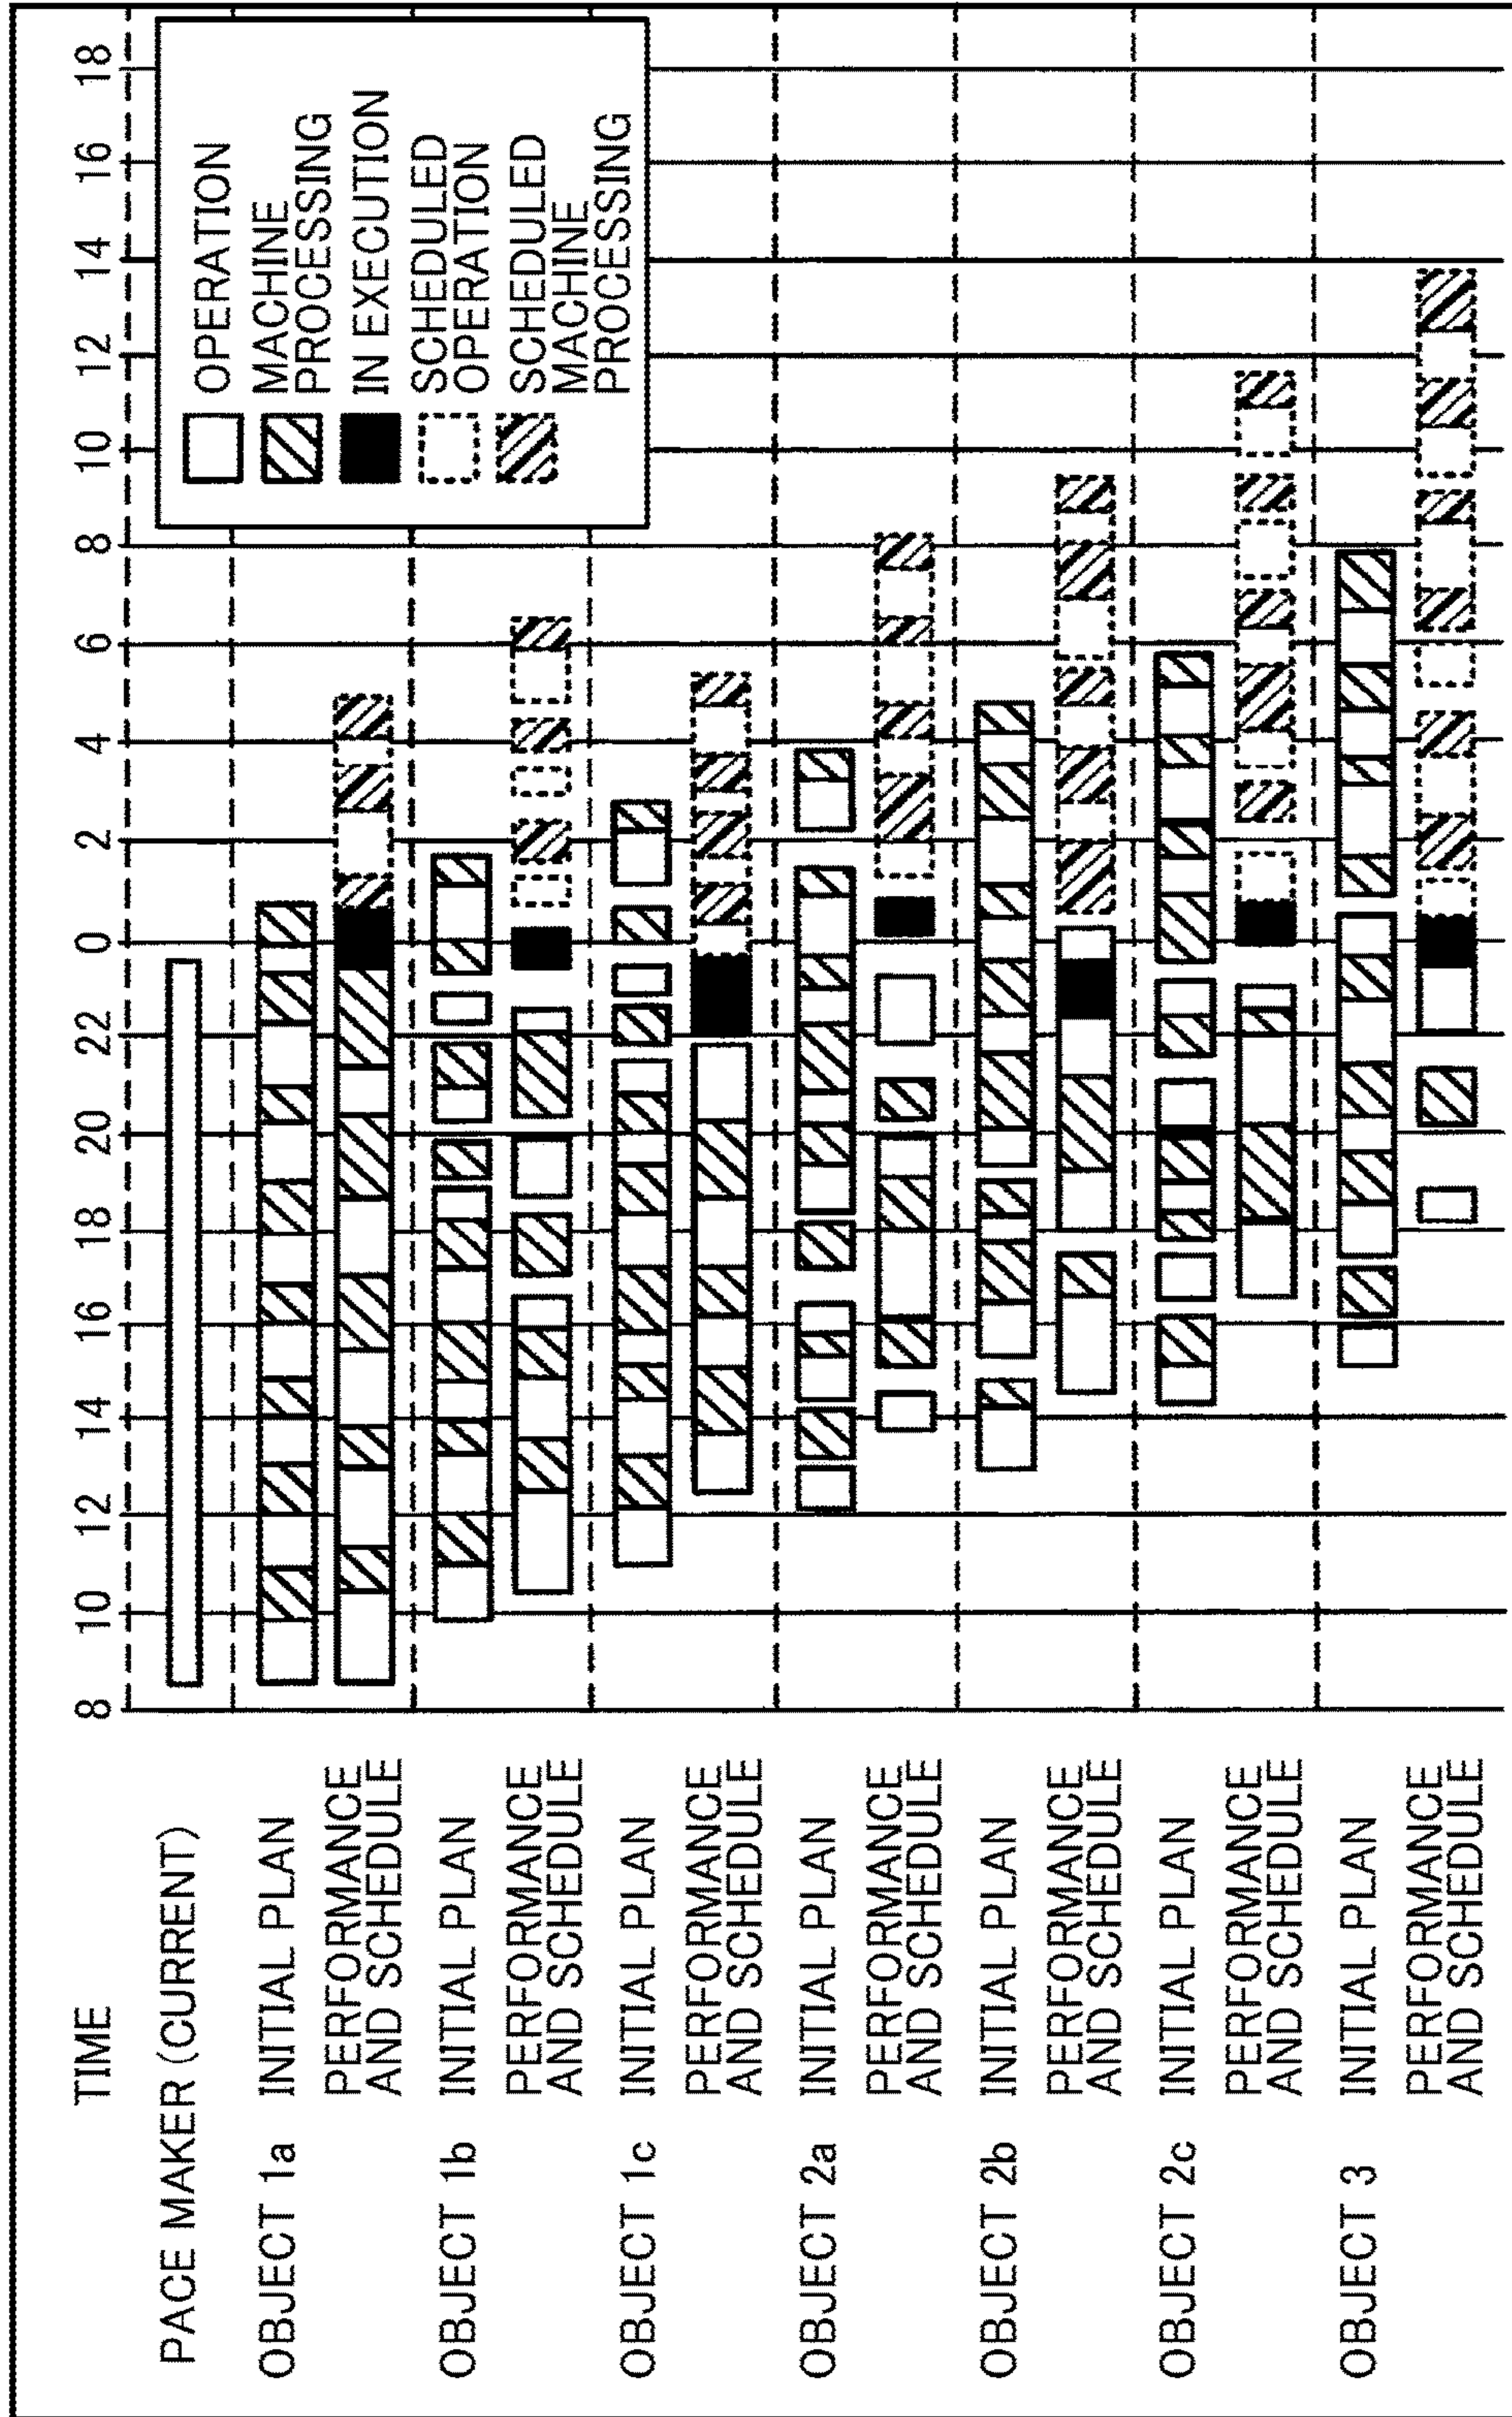 TIME 8 10 12 14 16 18 20 22 0 2 4 6 8 10 12 14 16 18
PACE MAKER (CURRENT)
OBJECT 1a INITIAL PLAN
PERFORMANCE
AND SCHEDULE
OBJECT 1b INITIAL PLAN
PERFORMANCE
AND SCHEDULE
OBJECT 1c INITIAL PLAN
PERFORMANCE
AND SCHEDULE
OBJECT 2a INITIAL PLAN
PERFORMANCE
AND SCHEDULE
OBJECT 2b INITIAL PLAN
PERFORMANCE
AND SCHEDULE
OBJECT 2c INITIAL PLAN
PERFORMANCE
AND SCHEDULE
OBJECT 3 INITIAL PLAN
PERFORMANCE
AND SCHEDULE
OPERATION
MACHINE
PROCESSING
IN EXECUTION
SCHEDULED
OPERATION
SCHEDULED
MACHINE
PROCESSING